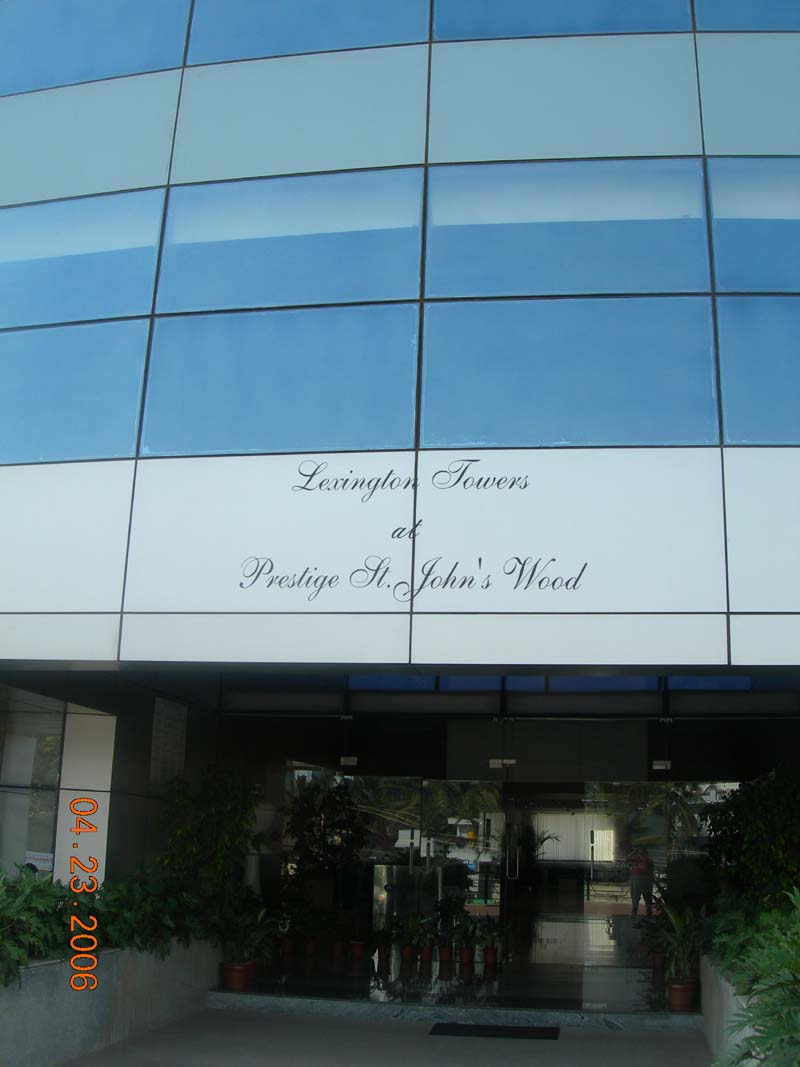 Lexington Towers
at
Prestige St. John's Wood
04.23.2006